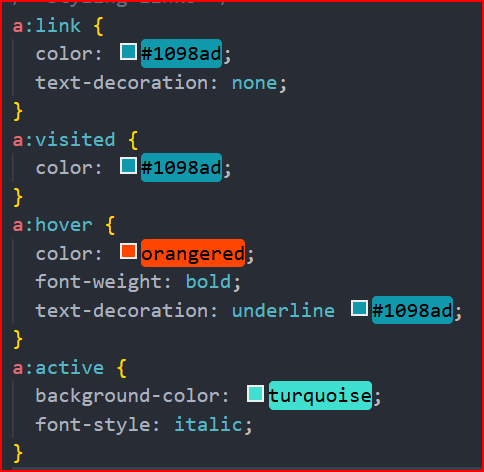 a:link {
color: #1098ad;
text-decoration: none;
}
a:visited {
color: #1098ad;
}
a:hover {
color: orangered;
font-weight: bold;
text-decoration: underline #1098ad;
}
a:active {
background-color: turquoise;
font-style: italic;
}